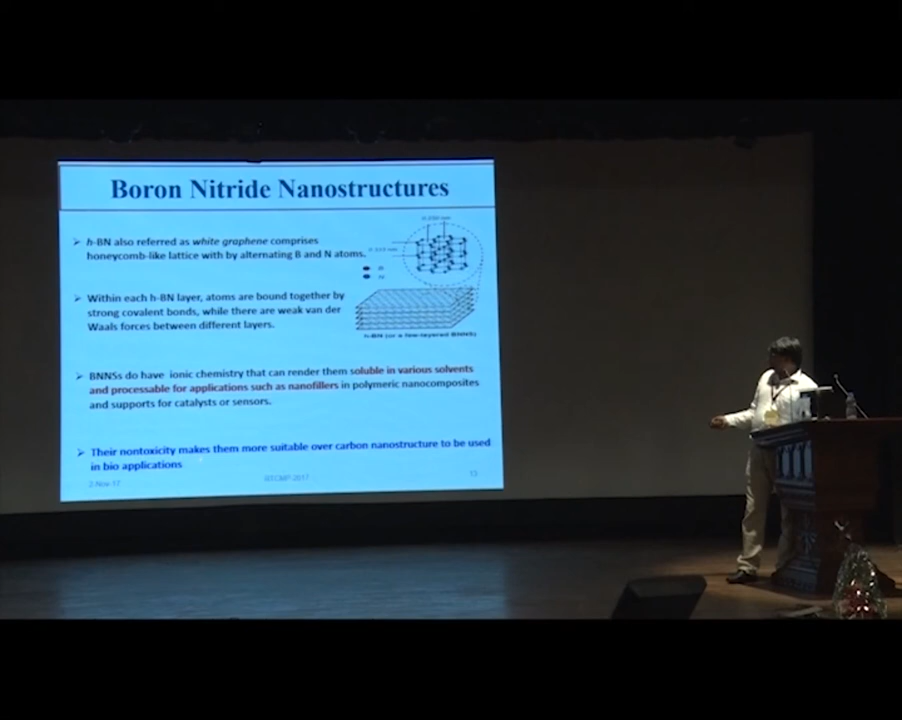 Boron Nitride Nanostructures
➢ h-BN also referred as white graphene comprises
honeycomb-like lattice with by alternating B and N atoms.
➢ Within each h-BN layer, atoms are bound together by
strong covalent bonds, while there are weak van der
Waals forces between different layers.
h-BN (or a few-layered BNNS)
➢ BNNSs do have ionic chemistry that can render them soluble in various solvents
and processable for applications such as nanofillers in polymeric nanocomposites
and supports for catalysts or sensors.
➢ Their nontoxicity makes them more suitable over carbon nanostructure to be used
in bio applications
2-Nov-17
13